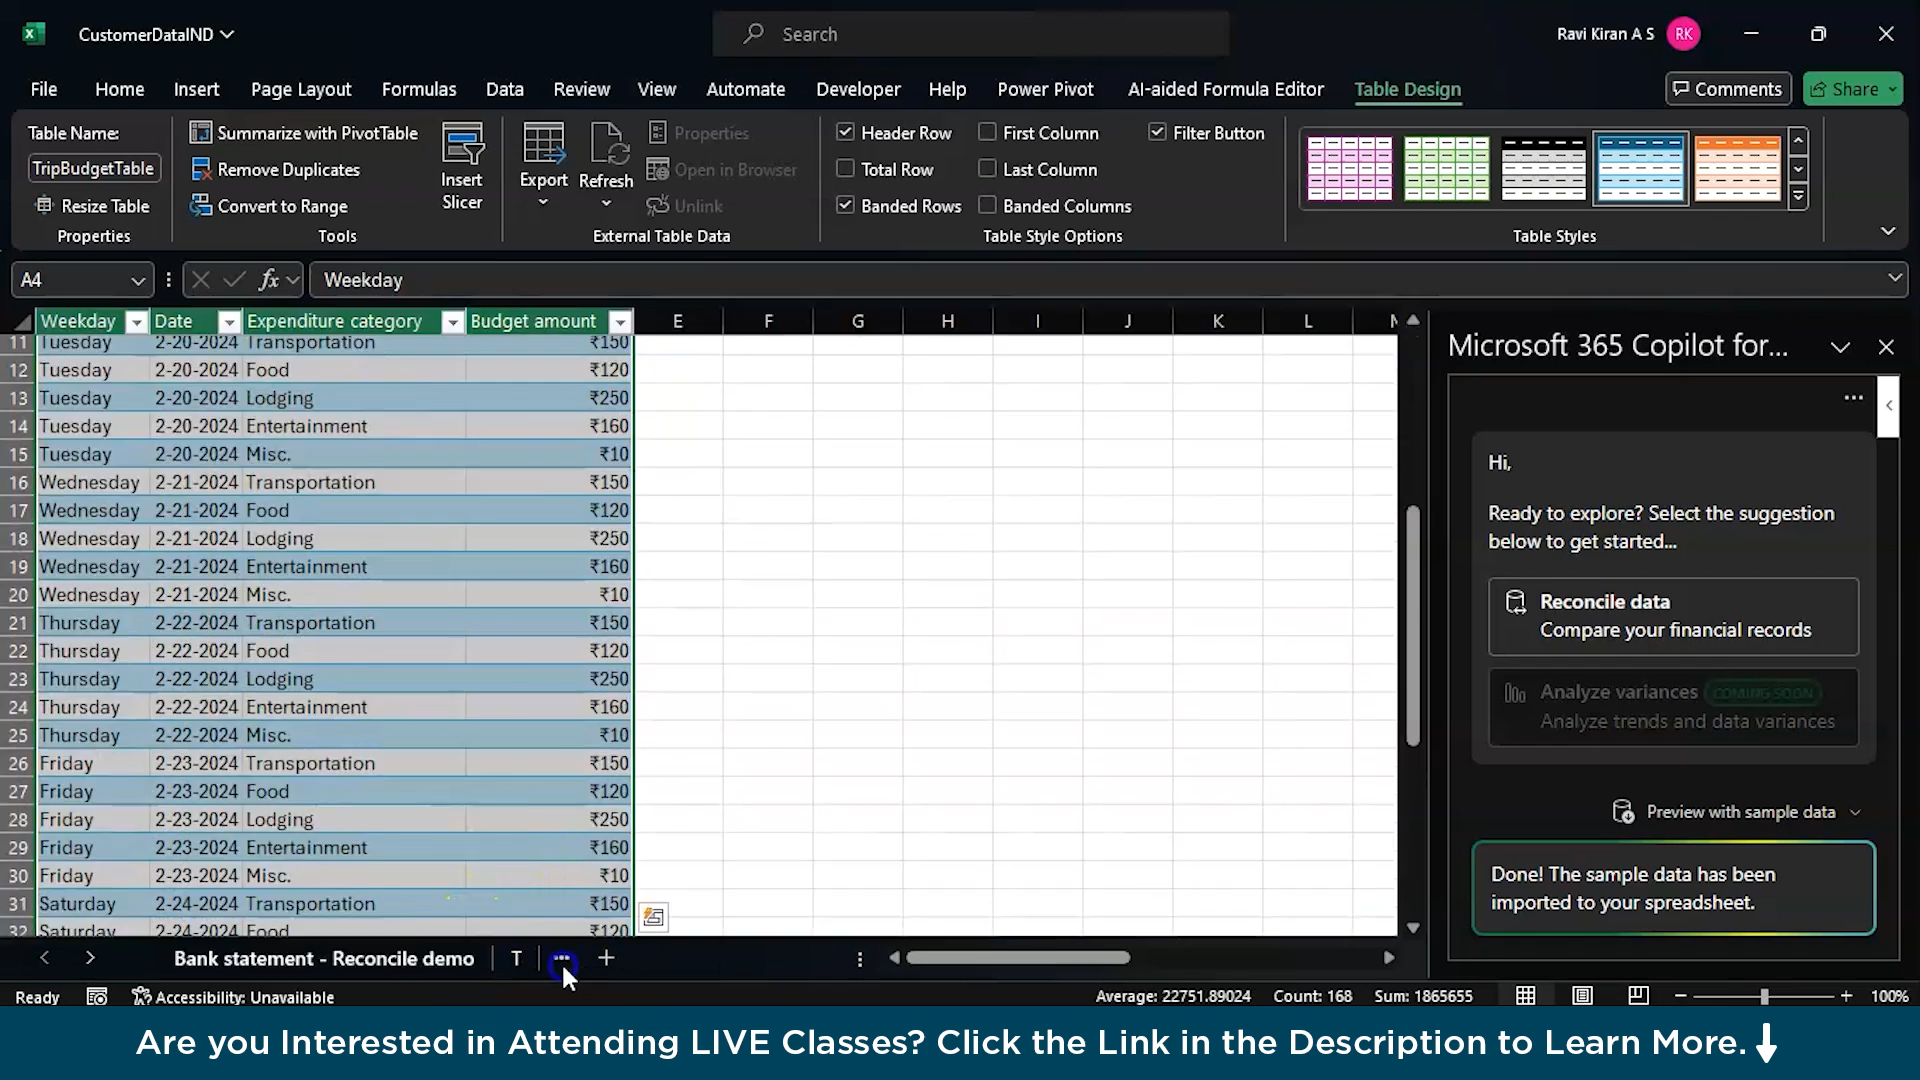 CustomerDataIND
Search
Ravi Kiran A S RK
File Home Insert Page Layout Formulas Data Review View Automate Developer Help Power Pivot AI-aided Formula Editor Table Design Comments Share
Table Name:
TripBudgetTable
Resize Table
Properties
Summarize with PivotTable
Remove Duplicates
Convert to Range
Tools
Insert
Slicer
Export
Refresh
Properties
Open in Browser
Unlink
External Table Data
Header Row First Column Filter Button
Total Row Last Column
Banded Rows Banded Columns
Table Style Options
Table Styles
A4 fx Weekday
Weekday Date Expenditure category Budget amount E F G H I J K L
11 Tuesday 2-20-2024 Transportation ₹150
12 Tuesday 2-20-2024 Food ₹120
13 Tuesday 2-20-2024 Lodging ₹250
14 Tuesday 2-20-2024 Entertainment ₹160
15 Tuesday 2-20-2024 Misc. ₹10
16 Wednesday 2-21-2024 Transportation ₹150
17 Wednesday 2-21-2024 Food ₹120
18 Wednesday 2-21-2024 Lodging ₹250
19 Wednesday 2-21-2024 Entertainment ₹160
20 Wednesday 2-21-2024 Misc. ₹10
21 Thursday 2-22-2024 Transportation ₹150
22 Thursday 2-22-2024 Food ₹120
23 Thursday 2-22-2024 Lodging ₹250
24 Thursday 2-22-2024 Entertainment ₹160
25 Thursday 2-22-2024 Misc. ₹10
26 Friday 2-23-2024 Transportation ₹150
27 Friday 2-23-2024 Food ₹120
28 Friday 2-23-2024 Lodging ₹250
29 Friday 2-23-2024 Entertainment ₹160
30 Friday 2-23-2024 Misc. ₹10
31 Saturday 2-24-2024 Transportation ₹150
32 Saturday 2-24-2024 Food ₹120
Microsoft 365 Copilot for...
Hi,
Ready to explore? Select the suggestion
below to get started...
Reconcile data
Compare your financial records
Analyze variances COMING SOON
Analyze trends and data variances
Preview with sample data
Done! The sample data has been
imported to your spreadsheet.
Bank statement - Reconcile demo T
Ready Accessibility: Unavailable Average: 22751.89024 Count: 168 Sum: 1865655 100%
Are you Interested in Attending LIVE Classes? Click the Link in the Description to Learn More.